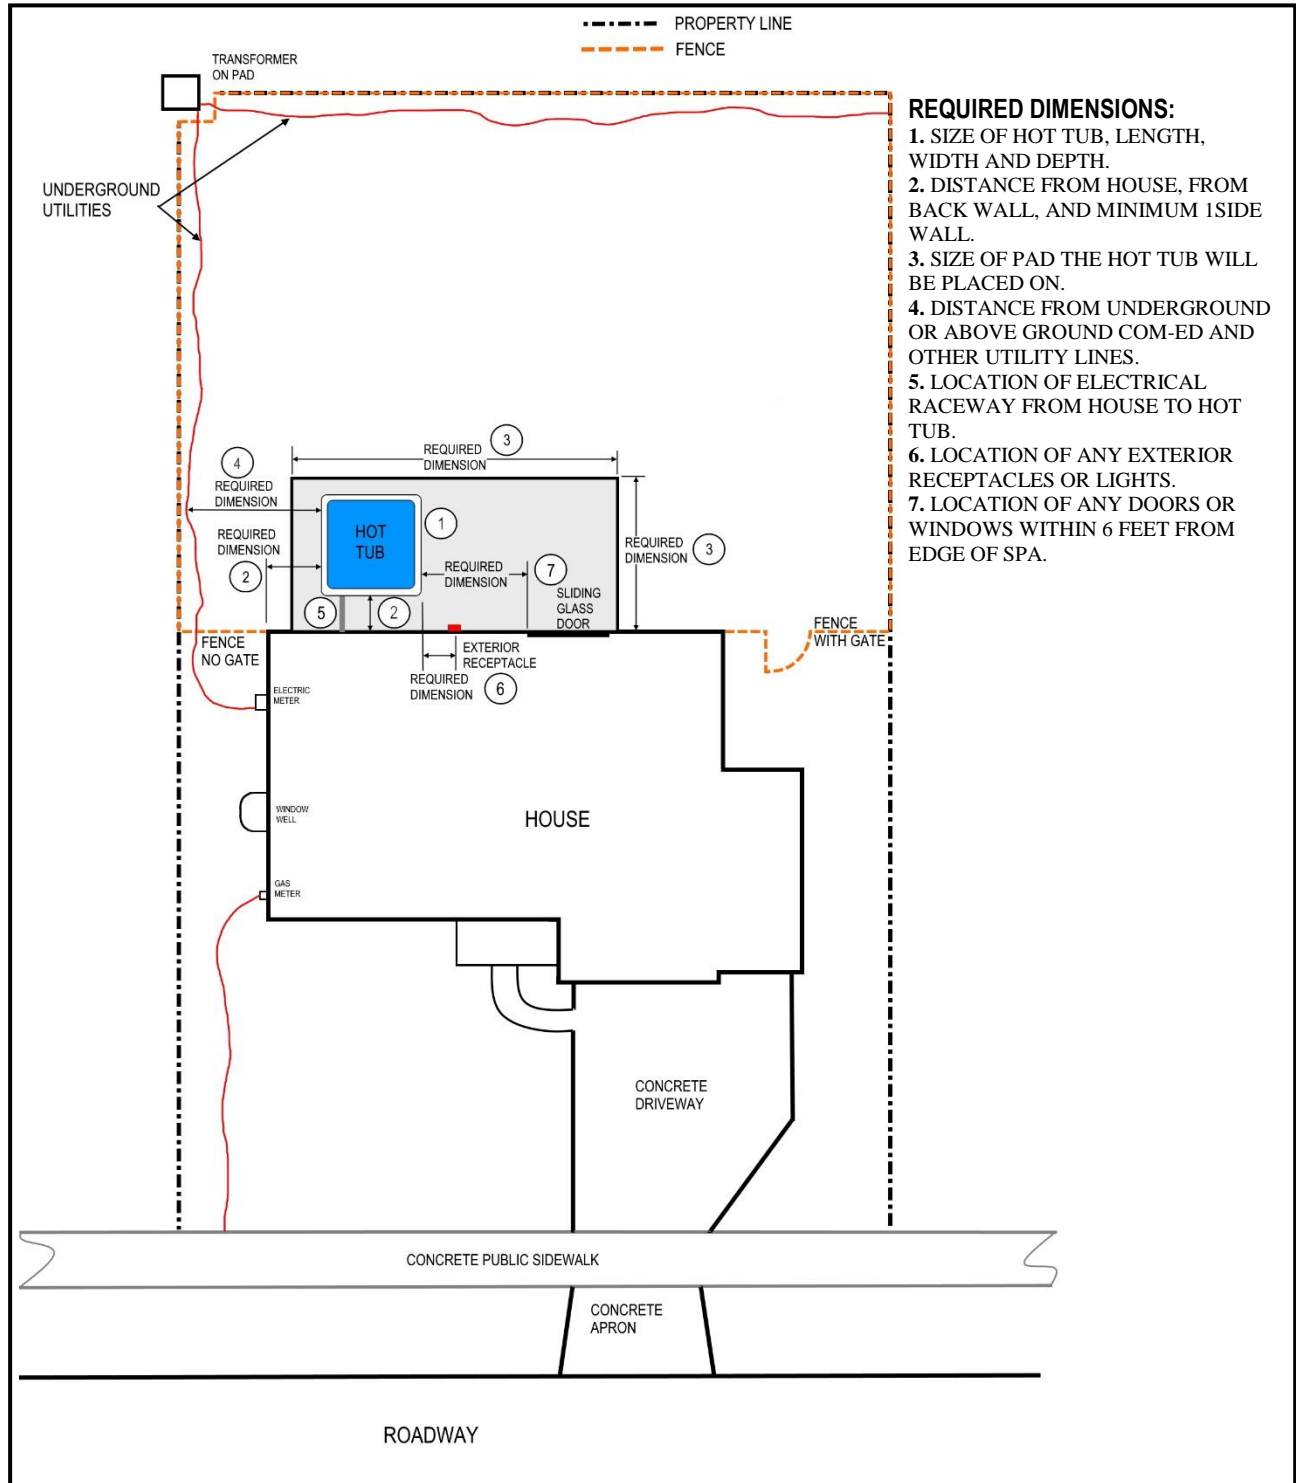 PROPERTY LINE
FENCE
TRANSFORMER
ON PAD
UNDERGROUND
UTILITIES
REQUIRED DIMENSIONS:
1. SIZE OF HOT TUB, LENGTH,
WIDTH AND DEPTH.
2. DISTANCE FROM HOUSE, FROM
BACK WALL, AND MINIMUM 1SIDE
WALL.
3. SIZE OF PAD THE HOT TUB WILL
BE PLACED ON.
4. DISTANCE FROM UNDERGROUND
OR ABOVE GROUND COM-ED AND
OTHER UTILITY LINES.
5. LOCATION OF ELECTRICAL
RACEWAY FROM HOUSE TO HOT
TUB.
6. LOCATION OF ANY EXTERIOR
RECEPTACLES OR LIGHTS.
7. LOCATION OF ANY DOORS OR
WINDOWS WITHIN 6 FEET FROM
EDGE OF SPA.
REQUIRED
DIMENSION
3
4
REQUIRED
DIMENSION
REQUIRED
DIMENSION
2
HOT
TUB
1
REQUIRED
DIMENSION
7
REQUIRED
DIMENSION
3
5
2
SLIDING
GLASS
DOOR
FENCE
NO GATE
EXTERIOR
RECEPTACLE
REQUIRED
DIMENSION
6
FENCE
WITH GATE
ELECTRIC
METER
WINDOW
WELL
HOUSE
GAS
METER
CONCRETE
DRIVEWAY
CONCRETE PUBLIC SIDEWALK
CONCRETE
APRON
ROADWAY